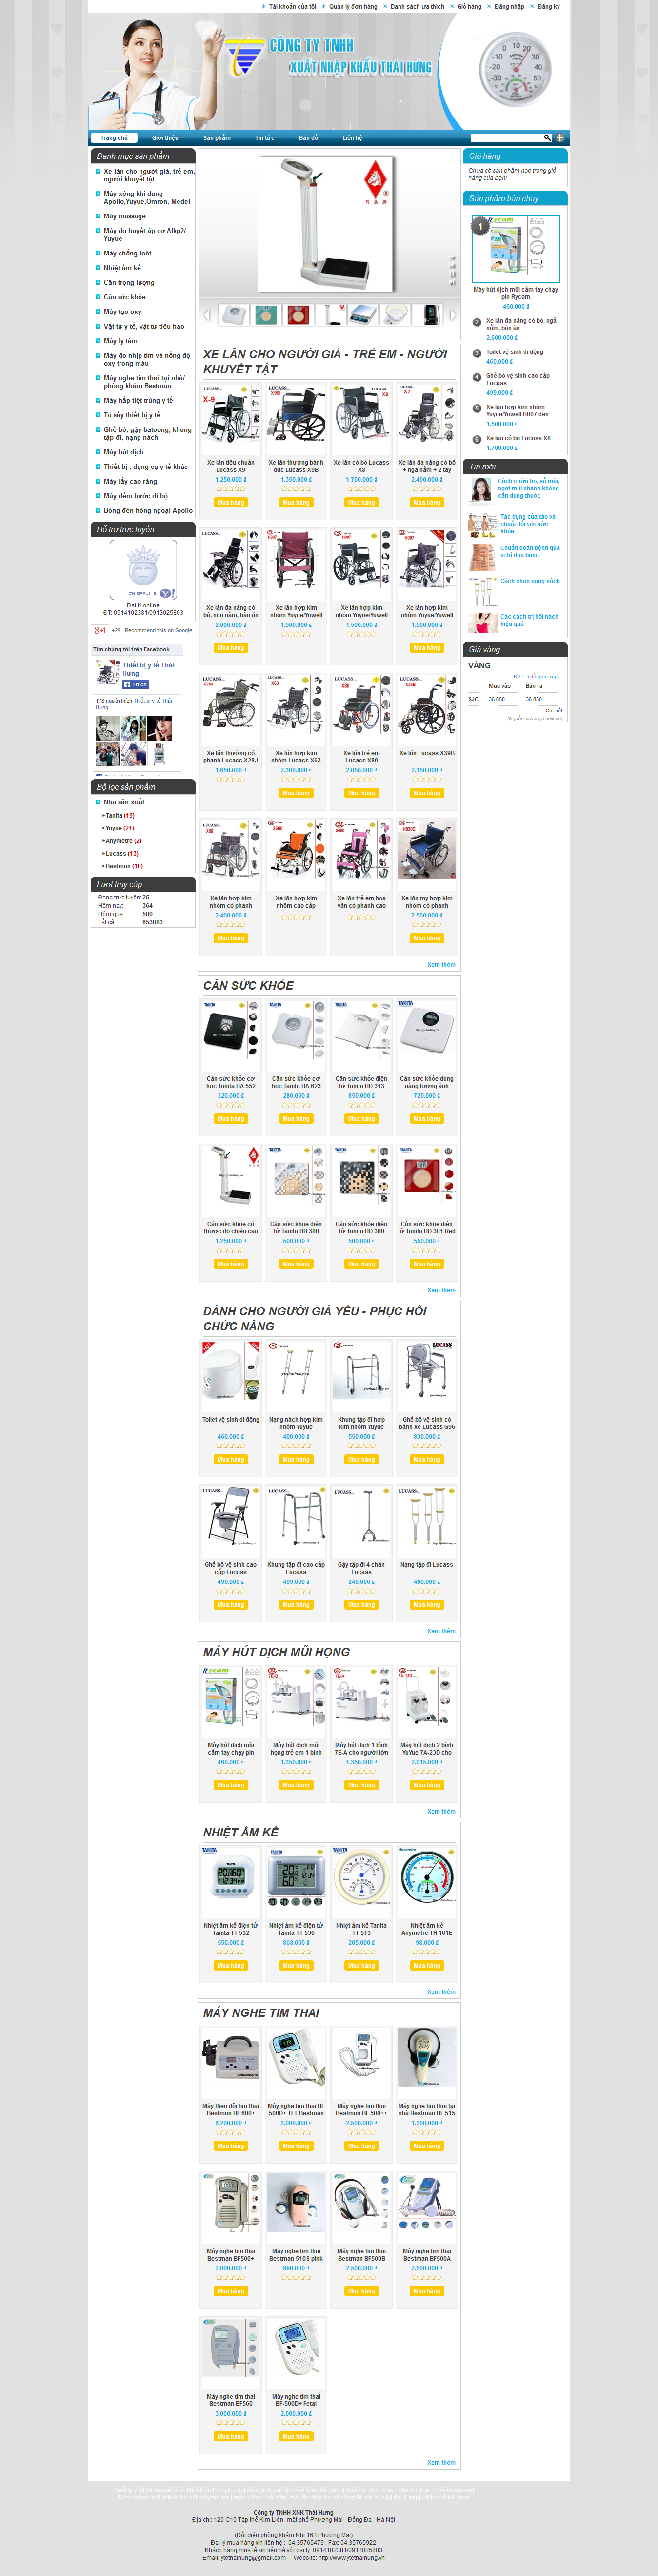 Tài khoản của tôi
Quản lý đơn hàng
Danh sách ưa thích
Giỏ hàng
Đăng nhập
Đăng ký
CÔNG TY TNHH
XUẤT NHẬP KHẨU THÁI HƯNG
Trang chủ
Giới thiệu
Sản phẩm
Tin tức
Bản đồ
Liên hệ
Danh mục sản phẩm
Xe lăn cho người già, trẻ em,
người khuyết tật
Máy xông khí dung
Apollo,Yuyue,Omron, Medel
Máy massage
Máy đo huyết áp cơ Alkp2/
Yuyue
Máy chống loét
Nhiệt ẩm kế
Cân trọng lượng
Cân sức khỏe
Máy tạo oxy
Vật tư y tế, vật tư tiêu hao
Máy ly tâm
Máy đo nhịp tim và nồng độ
oxy trong máu
Máy nghe tim thai tại nhà/
phòng khám Bestman
Máy hấp tiệt trùng y tế
Tủ sấy thiết bị y tế
Ghế bô, gậy batoong, khung
tập đi, nạng nách
Máy hút dịch
Thiết bị , dụng cụ y tế khác
Máy lấy cao răng
Máy đếm bước đi bộ
Bóng đèn hồng ngoại Apollo
Hỗ trợ trực tuyến
I'M OFFLINE
Đại lý online
ĐT: 0914102381/0913025803
+29 Recommend this on Google
Tìm chúng tôi trên Facebook
Thiết bị y tế Thái
Hưng
Thích
178 người thích Thiết bị y tế Thái
Hưng.
Bộ lọc sản phẩm
Nhà sản xuất
Tanita (19)
Yuyue (21)
Anymetre (2)
Lucass (13)
Bestman (10)
Lượt truy cập
Đang trực tuyến: 25
Hôm nay: 364
Hôm qua: 580
Tất cả: 653083
XE LĂN CHO NGƯỜI GIÀ - TRẺ EM - NGƯỜI
KHUYẾT TẬT
Xe lăn tiêu chuẩn
Lucass X9
1.250.000 đ
Mua hàng
Xe lăn thường bánh
đúc Lucass X9B
1.350.000 đ
Mua hàng
Xe lăn có bô Lucass
X8
1.700.000 đ
Mua hàng
Xe lăn đa năng có bô
+ ngả nằm + 2 tay
2.400.000 đ
Mua hàng
Xe lăn đa năng có
bô, ngả nằm, bàn ăn
2.600.000 đ
Mua hàng
Xe lăn hợp kim
nhôm Yuyue/Yuwell
1.500.000 đ
Xe lăn hợp kim
nhôm Yuyue/Yuwell
1.500.000 đ
Xe lăn hợp kim
nhôm Yuyue/Yuwell
1.500.000 đ
Mua hàng
Xe lăn thường có
phanh Lucass X28J
1.650.000 đ
Xe lăn hợp kim
nhôm Lucass X63
2.300.000 đ
Mua hàng
Xe lăn trẻ em
Lucass X80
2.050.000 đ
Mua hàng
Xe lăn Lucass X39B
2.150.000 đ
Mua hàng
Xe lăn hợp kim
nhôm có phanh
2.400.000 đ
Mua hàng
Xe lăn hợp kim
nhôm cao cấp
Xe lăn trẻ em hoa
văn có phanh cao
Xe lăn tay hợp kim
nhôm có phanh
2.500.000 đ
Mua hàng
Xem thêm
CÂN SỨC KHỎE
Cân sức khỏe cơ
học Tanita HA 552
320.000 đ
Mua hàng
Cân sức khỏe cơ
học Tanita HA 623
280.000 đ
Mua hàng
Cân sức khỏe điện
tử Tanita HD 313
850.000 đ
Mua hàng
Cân sức khỏe dùng
năng lượng ánh
720.000 đ
Mua hàng
Cân sức khỏe có
thước đo chiều cao
1.250.000 đ
Mua hàng
Cân sức khỏe điện
tử Tanita HD 380
500.000 đ
Mua hàng
Cân sức khỏe điện
tử Tanita HD 380
500.000 đ
Mua hàng
Cân sức khỏe điện
tử Tanita HD 381 Red
550.000 đ
Mua hàng
Xem thêm
DÀNH CHO NGƯỜI GIÀ YẾU - PHỤC HỒI
CHỨC NĂNG
Toilet vệ sinh di động
460.000 đ
Mua hàng
Nạng nách hợp kim
nhôm Yuyue
400.000 đ
Mua hàng
Khung tập đi hợp
kim nhôm Yuyue
550.000 đ
Mua hàng
Ghế bô vệ sinh có
bánh xe Lucass G96
830.000 đ
Mua hàng
Ghế bô vệ sinh cao
cấp Lucass
499.000 đ
Mua hàng
Khung tập đi cao cấp
Lucass
499.000 đ
Mua hàng
Gậy tập đi 4 chân
Lucass
240.000 đ
Mua hàng
Nạng tập đi Lucass
400.000 đ
Mua hàng
Xem thêm
MÁY HÚT DỊCH MŨI HỌNG
Máy hút dịch mũi
cầm tay chạy pin
460.000 đ
Mua hàng
Máy hút dịch mũi
họng trẻ em 1 bình
1.350.000 đ
Mua hàng
Máy hút dịch 1 bình
7E-A cho người lớn
1.350.000 đ
Mua hàng
Máy hút dịch 2 bình
YuYue 7A-23D cho
2.015.000 đ
Mua hàng
Xem thêm
NHIỆT ẨM KẾ
Nhiệt ẩm kế điện tử
Tanita TT 532
550.000 đ
Mua hàng
Nhiệt ẩm kế điện tử
Tanita TT 530
868.000 đ
Mua hàng
Nhiệt ẩm kế Tanita
TT 513
205.000 đ
Mua hàng
Nhiệt ẩm kế
Anymetre TH 101E
98.000 đ
Mua hàng
Xem thêm
MÁY NGHE TIM THAI
Máy theo dõi tim thai
Bestman BF 600+
6.200.000 đ
Mua hàng
Máy nghe tim thai BF
500D+ TFT Bestman
3.000.000 đ
Mua hàng
Máy nghe tim thai
Bestman BF 500++
2.500.000 đ
Mua hàng
Máy nghe tim thai tại
nhà Bestman BF 515
1.300.000 đ
Mua hàng
Máy nghe tim thai
Bestman BF500+
2.000.000 đ
Mua hàng
Máy nghe tim thai
Bestman 510S pink
990.000 đ
Mua hàng
Máy nghe tim thai
Bestman BF500B
2.500.000 đ
Mua hàng
Máy nghe tim thai
Bestman BF500A
2.500.000 đ
Mua hàng
Máy nghe tim thai
Bestman BF560
3.000.000 đ
Mua hàng
Máy nghe tim thai
BF-500D+ Fetal
2.000.000 đ
Mua hàng
Xem thêm
Giỏ hàng
Chưa có sản phẩm nào trong giỏ
hàng của bạn!
Sản phẩm bán chạy
1
Rycom
Máy hút dịch mũi cầm tay chạy
pin Rycom
460.000 đ
2
Xe lăn đa năng có bô, ngả
nằm, bàn ăn
2.600.000 đ
3
Toilet vệ sinh di động
460.000 đ
4
Ghế bô vệ sinh cao cấp
Lucass
499.000 đ
5
Xe lăn hợp kim nhôm
Yuyue/Yuwell H007 đen
1.500.000 đ
6
Xe lăn có bô Lucass X8
1.700.000 đ
Tin mới
Cách chữa ho, sổ mũi,
ngạt mũi nhanh không
cần dùng thuốc
Tác dụng của táo và
chuối đối với sức
khỏe
Chuẩn đoán bệnh qua
vị trí đau bụng
Cách chọn nạng nách
Các cách trị hôi nách
hiệu quả
Giá vàng
VÀNG
ĐVT: tr.đồng/lượng
Mua vào
Bán ra
SJC 36.650 36.830
Chi tiết
(Nguồn www.sjc.com.vn)
Công ty TNHH XNK Thái Hưng
Địa chỉ: 120 C10 Tập thể Kim Liên -mặt phố Phương Mai - Đống Đa - Hà Nội
(Đối diện phòng khám Nhi 163 Phương Mai)
Đại lý mua hàng xin liên hệ : 04.35765479 . Fax: 04.35765922
Khách hàng mua lẻ xin liên hệ với đại lý: 0914102381/0913025803
Email: ytethaihung@gmail.com - Website: http://www.ytethaihung.vn